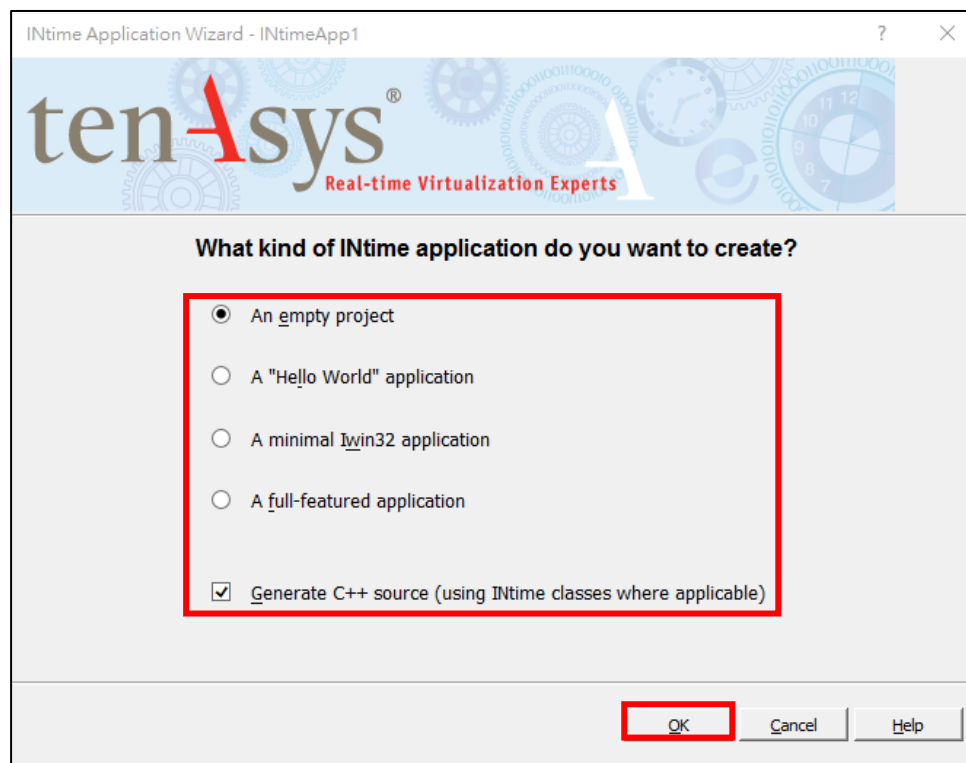 INtime Application Wizard - INtimeApp1 ?
tenAsys®
Real-time Virtualization Experts
What kind of INtime application do you want to create?
An empty project
A "Hello World" application
A minimal Iwin32 application
A full-featured application
Generate C++ source (using INtime classes where applicable)
OK Cancel Help